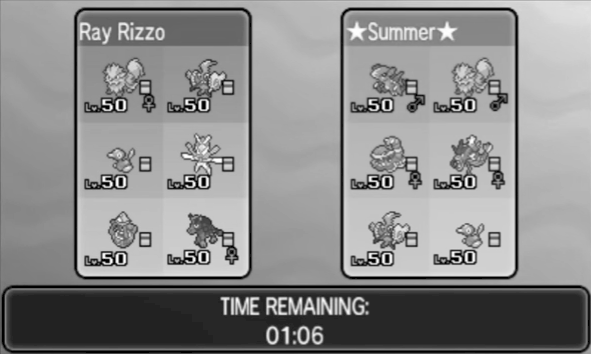 Ray Rizzo
★Summer★
Lv.50 ♀ Lv.50
Lv.50 ♂ Lv.50 ♂
Lv.50 Lv.50
Lv.50 ♀ Lv.50 ♀
Lv.50 Lv.50 ♀
Lv.50 Lv.50
TIME REMAINING:
01:06